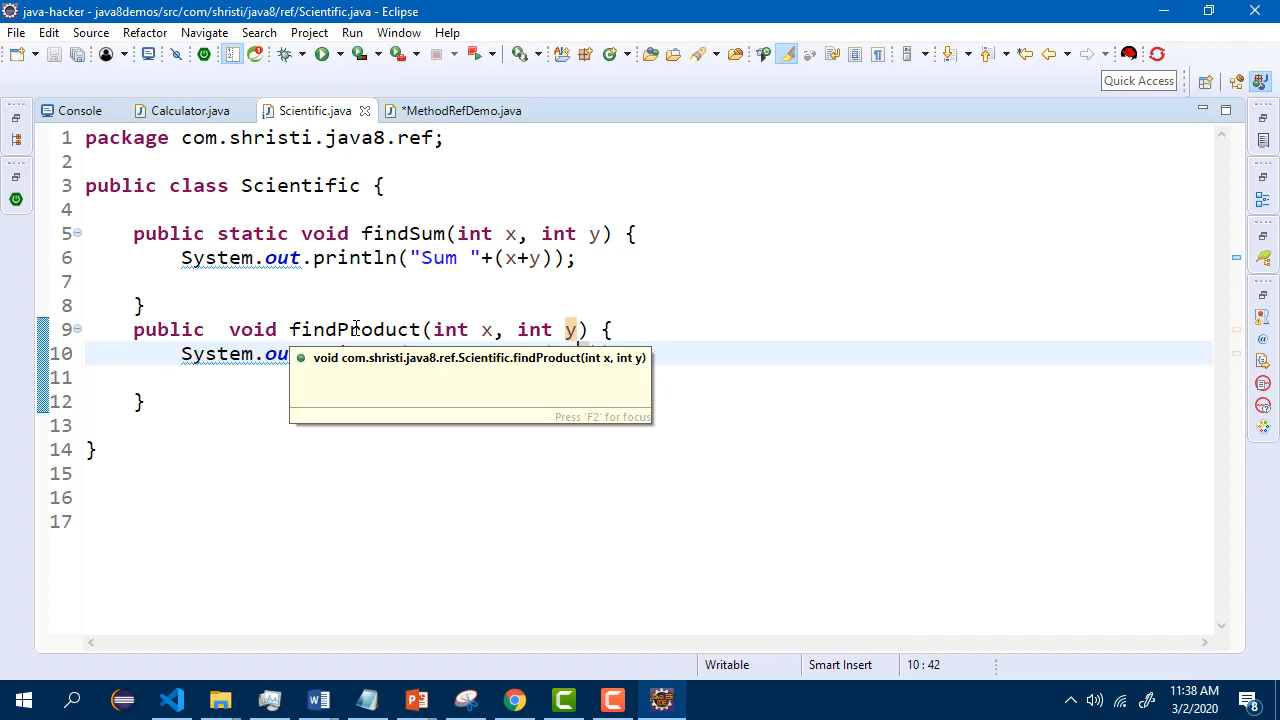 java-hacker - java8demos/src/com/shristi/java8/ref/Scientific.java - Eclipse
File Edit Source Refactor Navigate Search Project Run Window Help
Quick Access
Console Calculator.java Scientific.java *MethodRefDemo.java
1 package com.shristi.java8.ref;
2
3 public class Scientific {
4
5 public static void findSum(int x, int y) {
6 System.out.println("Sum "+(x+y));
7
8 }
9 public  void findProduct(int x, int y) {
10 System.ou
void com.shristi.java8.ref.Scientific.findProduct(int x, int y)
11
Press 'F2' for focus
12 }
13
14 }
15
16
17
Writable Smart Insert 10 : 42
11:38 AM
3/2/2020
8